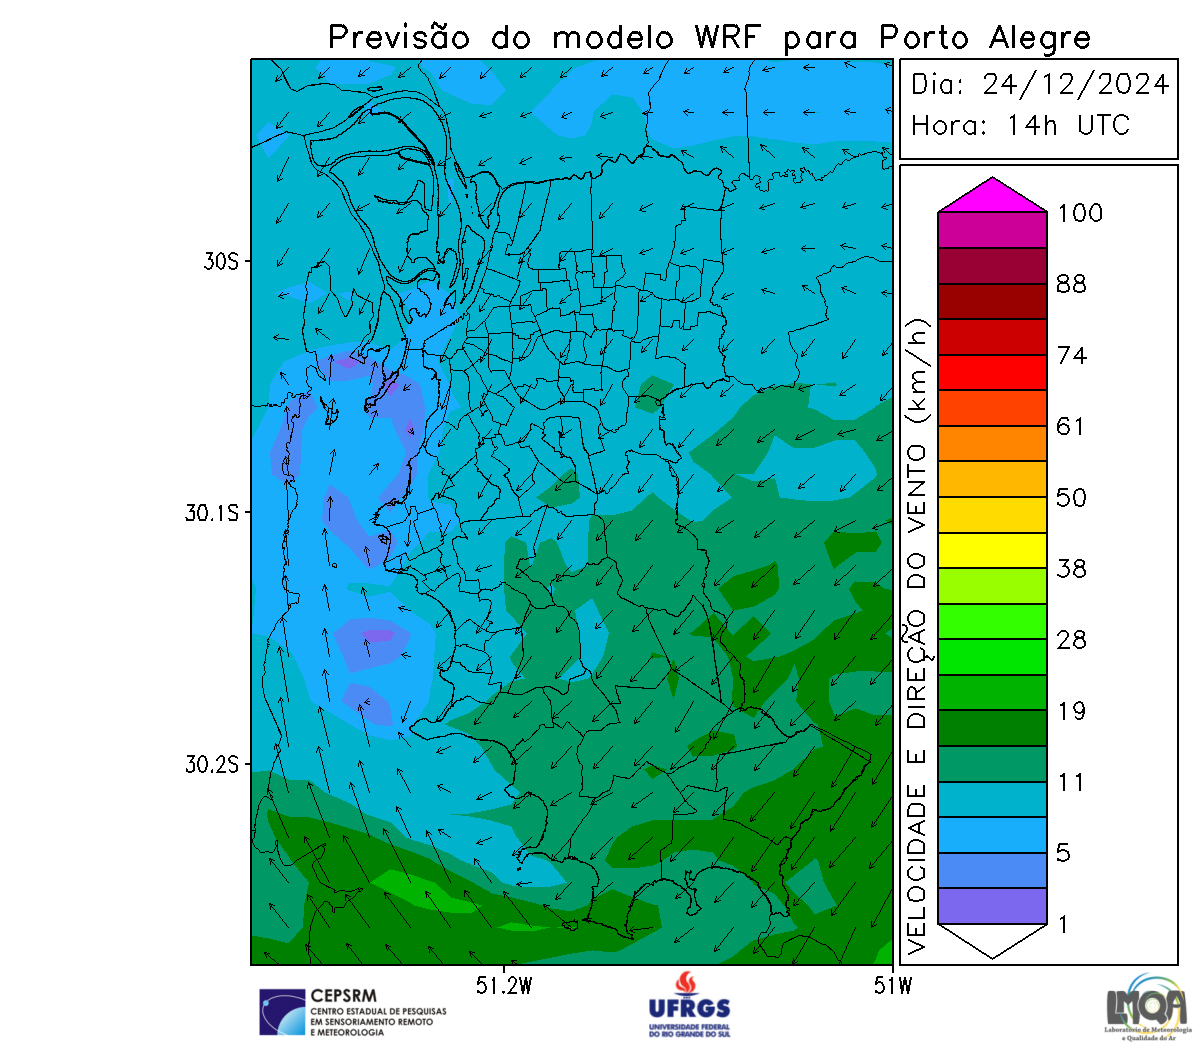 Previsão do modelo WRF para Porto Alegre
Dia: 24/12/2024
Hora: 14h UTC
30S
30.1S
30.2S
51.2W
51W
VELOCIDADE E DIREÇÃO DO VENTO (km/h)
100
88
74
61
50
38
28
19
11
5
1
CEPSRM
CENTRO ESTADUAL DE PESQUISAS
EM SENSORIAMENTO REMOTO
E METEOROLOGIA
UFRGS
UNIVERSIDADE FEDERAL
DO RIO GRANDE DO SUL
LMQA
Laboratório de Meteorologia
e Qualidade do Ar